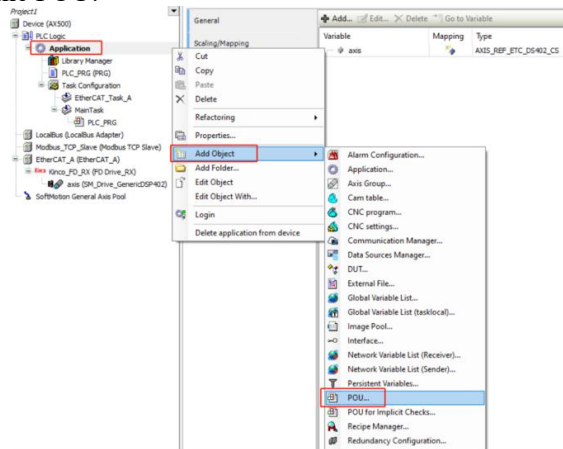 Project1
Device (AX500)
PLC Logic
Application
Library Manager
PLC_PRG (PRG)
Task Configuration
EtherCAT_Task_A
MainTask
PLC_PRG
LocalBus (LocalBus Adapter)
Modbus_TCP_Slave (Modbus TCP Slave)
EtherCAT_A (EtherCAT_A)
Kinco_FD_RX (FD Drive_RX)
axis (SM_Drive_GenericDSP402)
SoftMotion General Axis Pool
General
Scaling/Mapping
Add... Edit... Delete Go to Variable
Variable Mapping Type
axis AXIS_REF_ETC_DS402_CS
Cut
Copy
Paste
Delete
Refactoring
Properties...
Add Object
Add Folder...
Edit Object
Edit Object With...
Login
Delete application from device
Alarm Configuration...
Application...
Axis Group...
Cam table...
CNC program...
CNC settings...
Communication Manager...
Data Sources Manager...
DUT...
External File...
Global Variable List...
Global Variable List (tasklocal)...
Image Pool...
Interface...
Network Variable List (Receiver)...
Network Variable List (Sender)...
Persistent Variables...
POU...
POU for Implicit Checks...
Recipe Manager...
Redundancy Configuration...